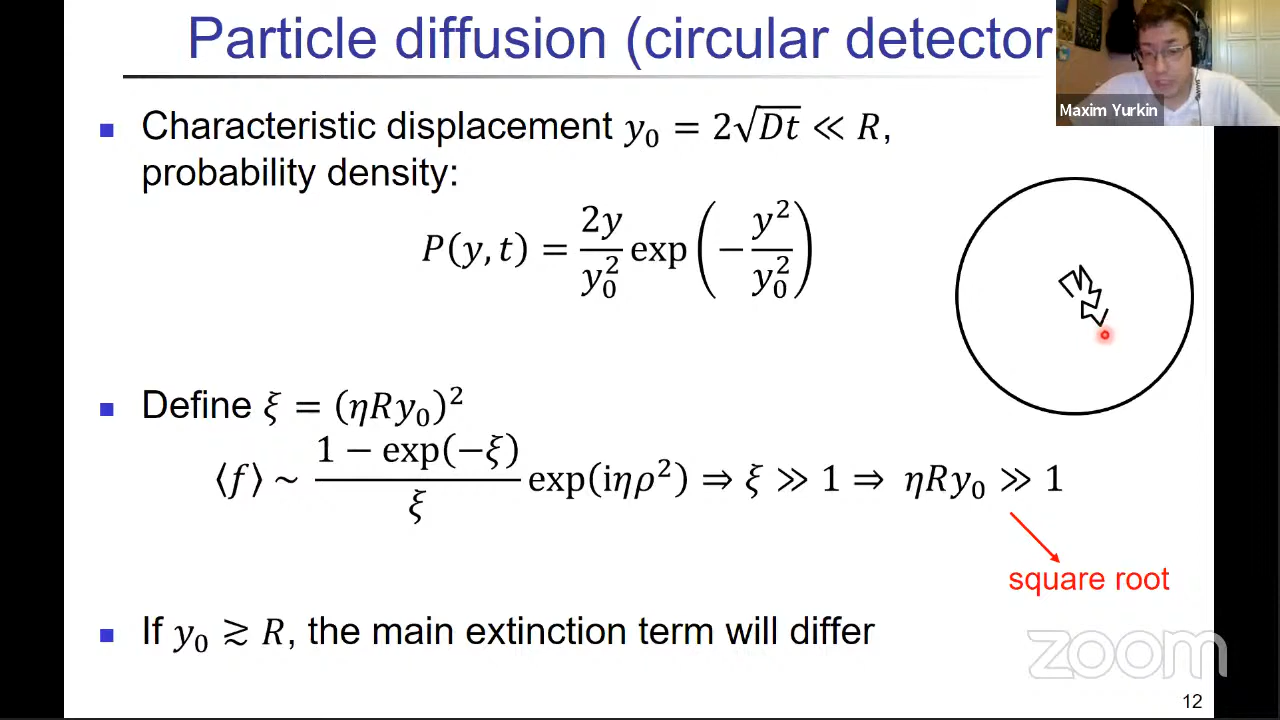 Particle diffusion (circular detector
Maxim Yurkin
Characteristic displacement y₀ = 2√Dt ≪ R,
probability density:
P(y, t) = 2y/y₀² exp(−y²/y₀²)
Define ξ = (ηRy₀)²
⟨f⟩ ~ 1 − exp(−ξ)/ξ exp(iηρ²) ⇒ ξ ≫ 1 ⇒ ηRy₀ ≫ 1
square root
If y₀ ≳ R, the main extinction term will differ
zoom
12